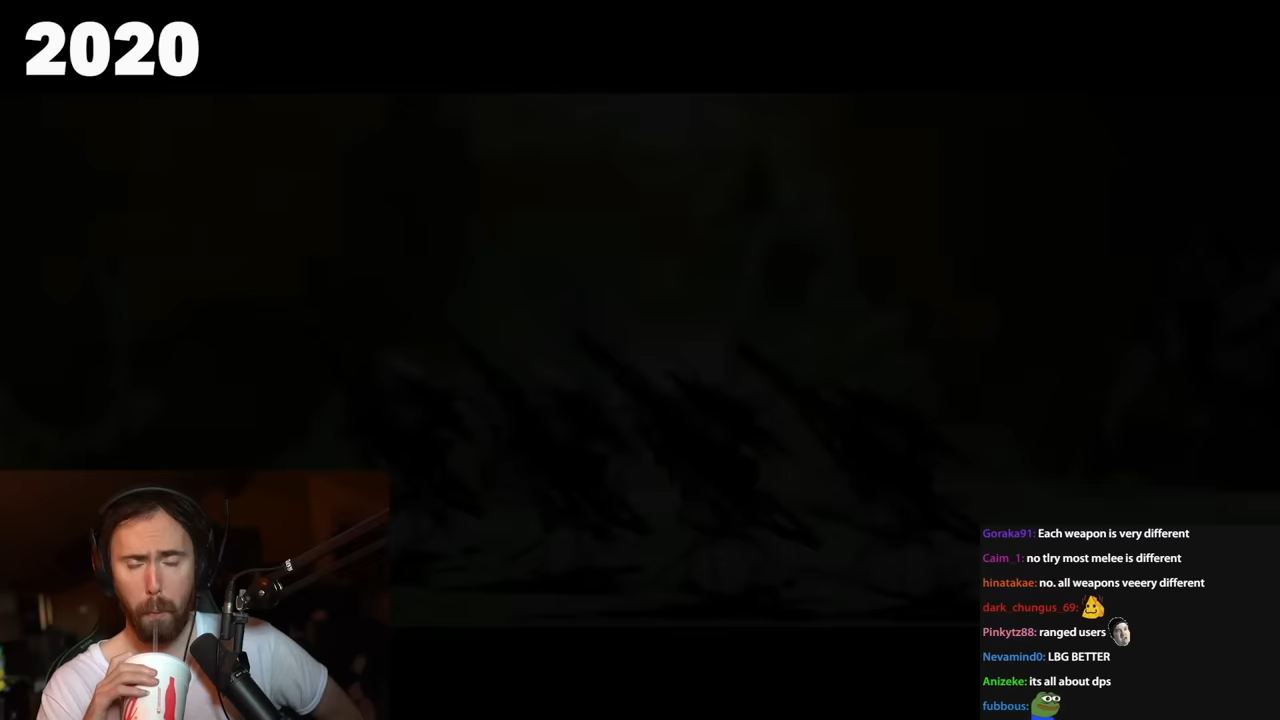 2020
Goraka91: Each weapon is very different
Caim_1: no tlry most melee is different
hinatakae: no. all weapons veeery different
dark_chungus_69:
Pinkytz88: ranged users
Nevamind0: LBG BETTER
Anizeke: its all about dps
fubbous: